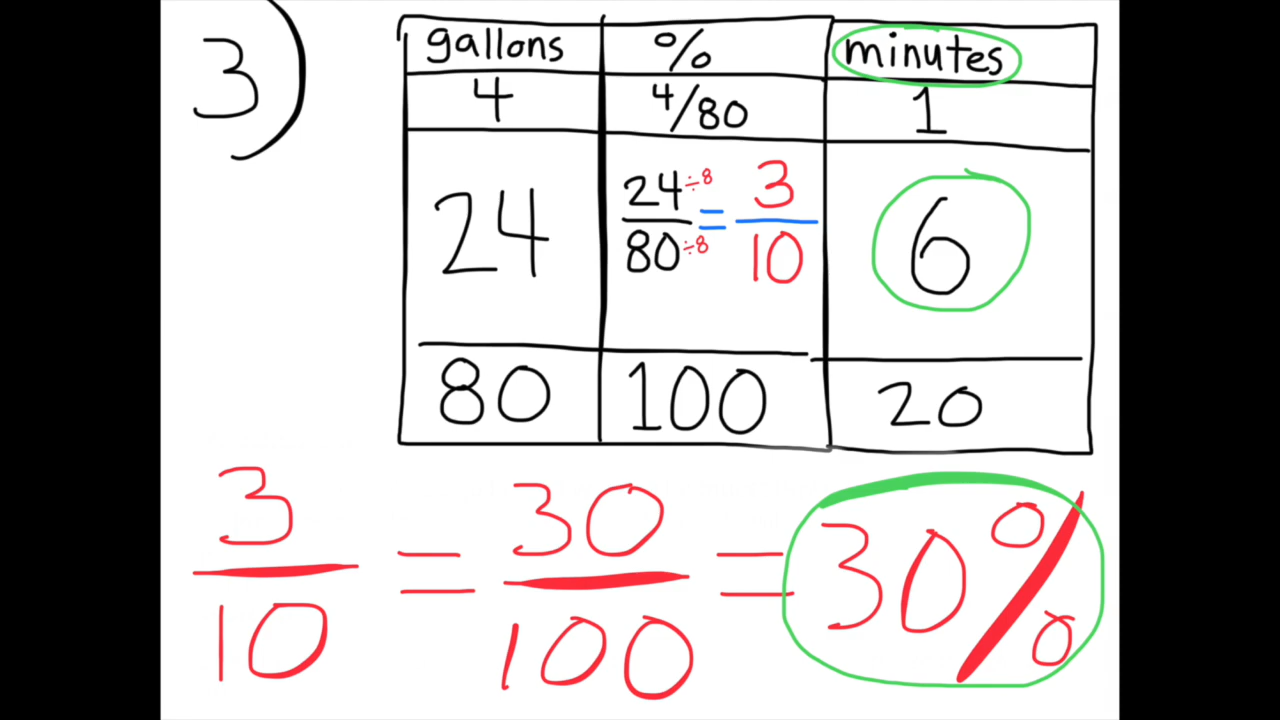 3)
gallons % minutes
4 4/80 1
24 24/80 ÷8 ÷8 = 3/10 6
80 100 20
3/10 = 30/100 = 30%